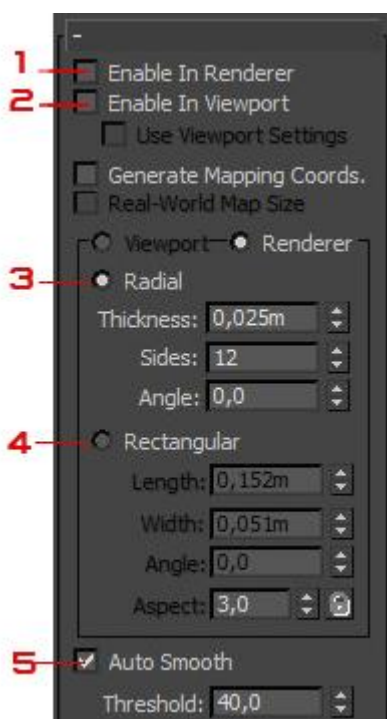 -
1 Enable In Renderer
2 Enable In Viewport
Use Viewport Settings
Generate Mapping Coords.
Real-World Map Size
Viewport Renderer
3 Radial
Thickness: 0,025m
Sides: 12
Angle: 0,0
4 Rectangular
Length: 0,152m
Width: 0,051m
Angle: 0,0
Aspect: 3,0
5 Auto Smooth
Threshold: 40,0